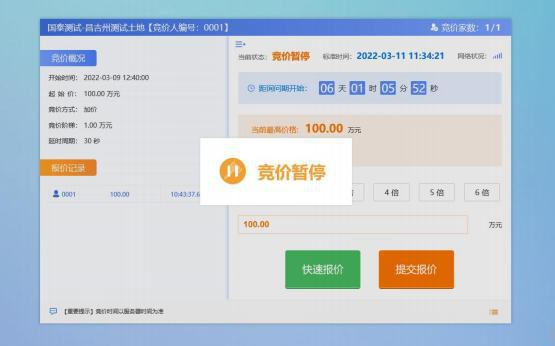 国泰测试-昌吉州测试土地【竞价人编号：0001】
竞价家数：1/1
竞价概况
开始时间：2022-03-09 12:40:00
起 始 价：100.00 万元
竞价方式：加价
竞价阶梯：1.00 万元
延时周期：30 秒
报价记录
0001 100.00 10:43:37.6
当前状态：竞价暂停 标准时间：2022-03-11 11:34:21 网络状况：
距询问期开始：06 天 01 时 05 分 52 秒
当前最高价格：100.00 万元
竞价暂停
倍 4 倍 5 倍 6 倍
100.00 万元
快速报价 提交报价
【重要提示】竞价时间以服务器时间为准